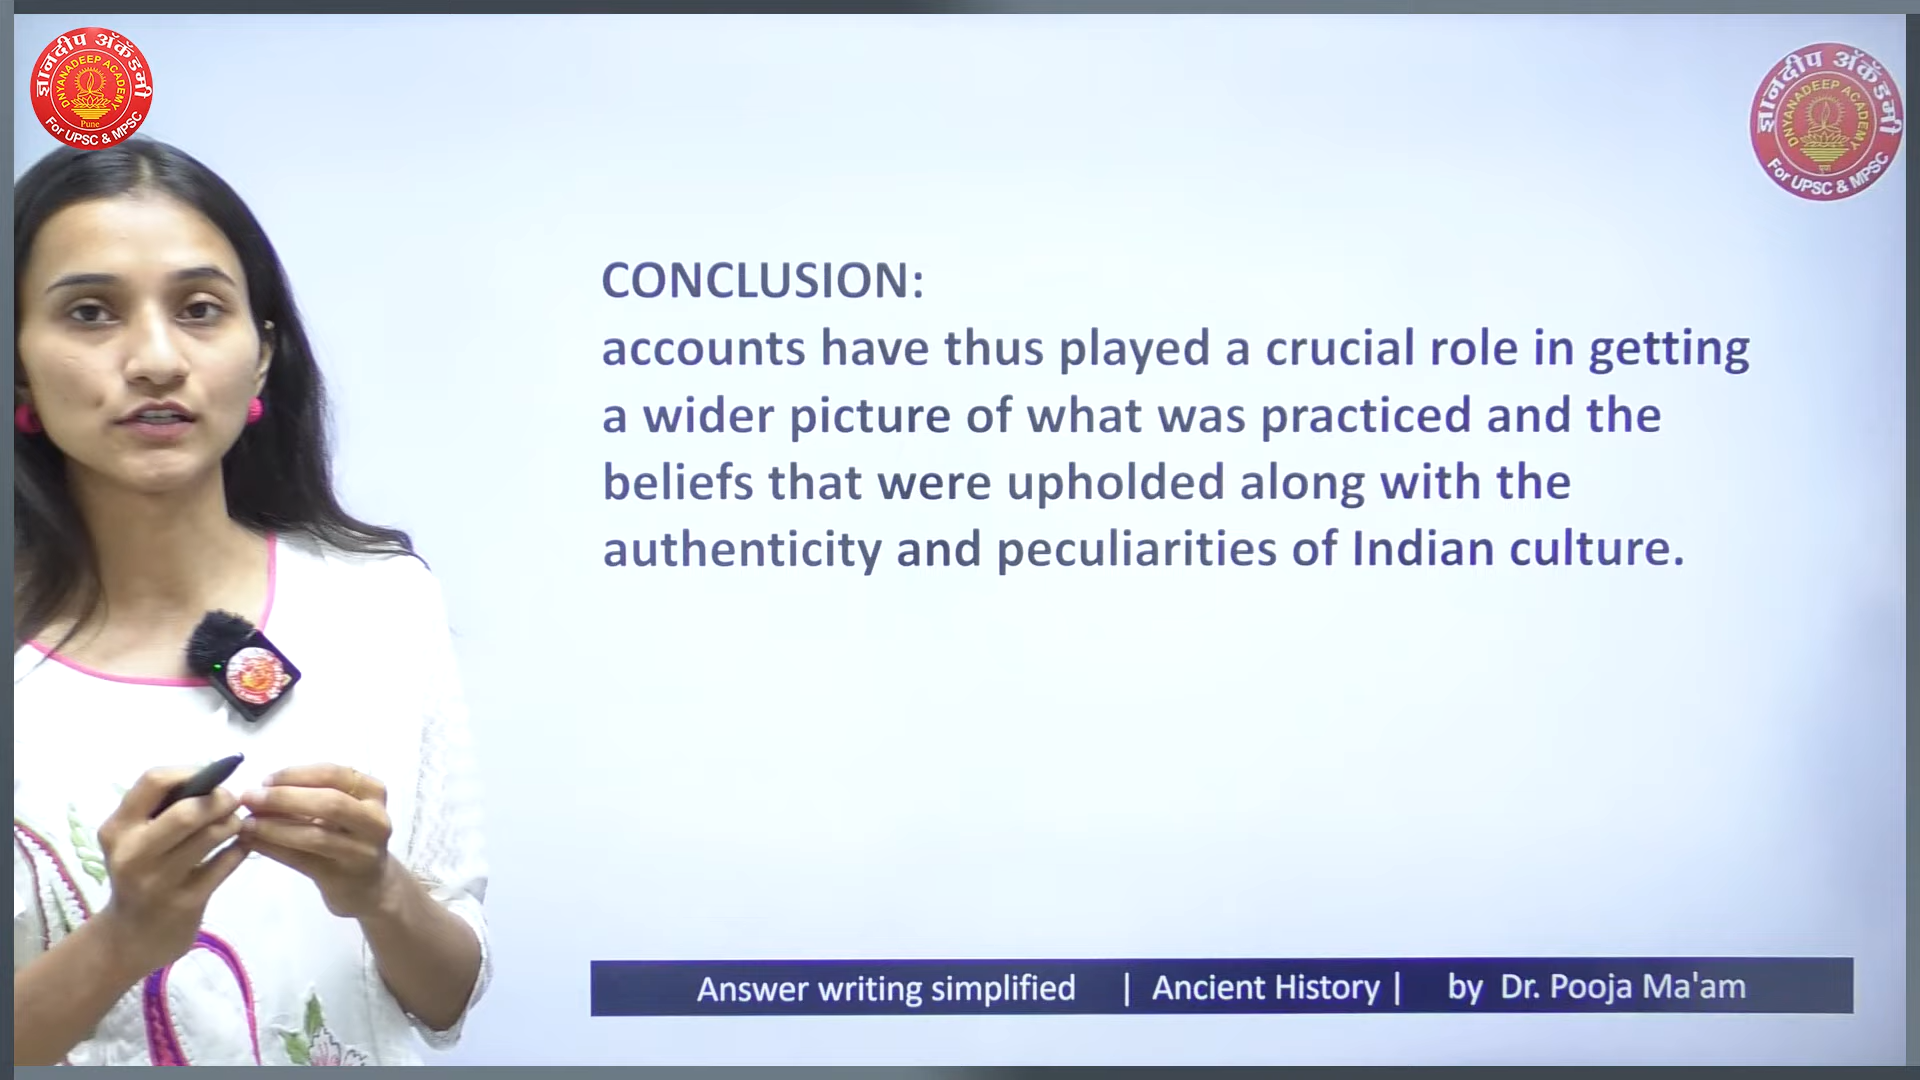 ज्ञानदीप अ‍ॅकॅडमी
DNYANADEEP ACADEMY
Pune
For UPSC & MPSC
ज्ञानदीप अ‍ॅकॅडमी
DNYANADEEP ACADEMY
पुणे
For UPSC & MPSC
CONCLUSION:
accounts have thus played a crucial role in getting
a wider picture of what was practiced and the
beliefs that were upholded along with the
authenticity and peculiarities of Indian culture.
Answer writing simplified | Ancient History | by Dr. Pooja Ma'am